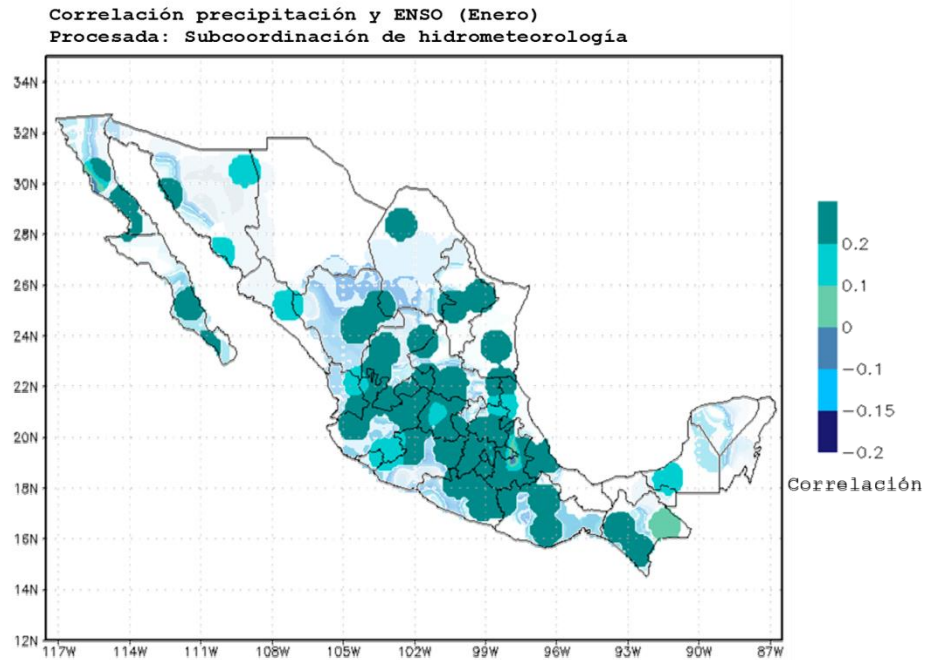 Correlación precipitación y ENSO (Enero)
Procesada: Subcoordinación de hidrometeorología
34N
32N
30N
28N
26N
24N
22N
20N
18N
16N
14N
12N
117W 114W 111W 108W 105W 102W 99W 96W 93W 90W 87W
0.2
0.1
0
-0.1
-0.15
-0.2
Correlación